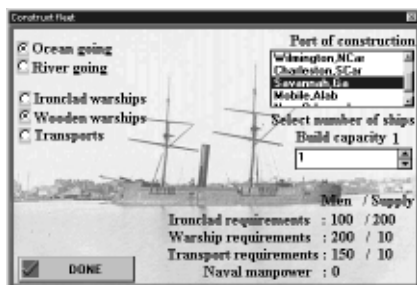 Construct Fleet
Ocean going
River going
Ironclad warships
Wooden warships
Transports
Port of construction
Wilmington,NCar
Charleston,SCar
Savannah,Ga
Mobile,Alab
Select number of ships
Build capacity 1
1
Men / Supply
Ironclad requirements : 100 / 200
Warship requirements : 200 / 10
Transport requirements : 150 / 10
Naval manpower : 0
DONE